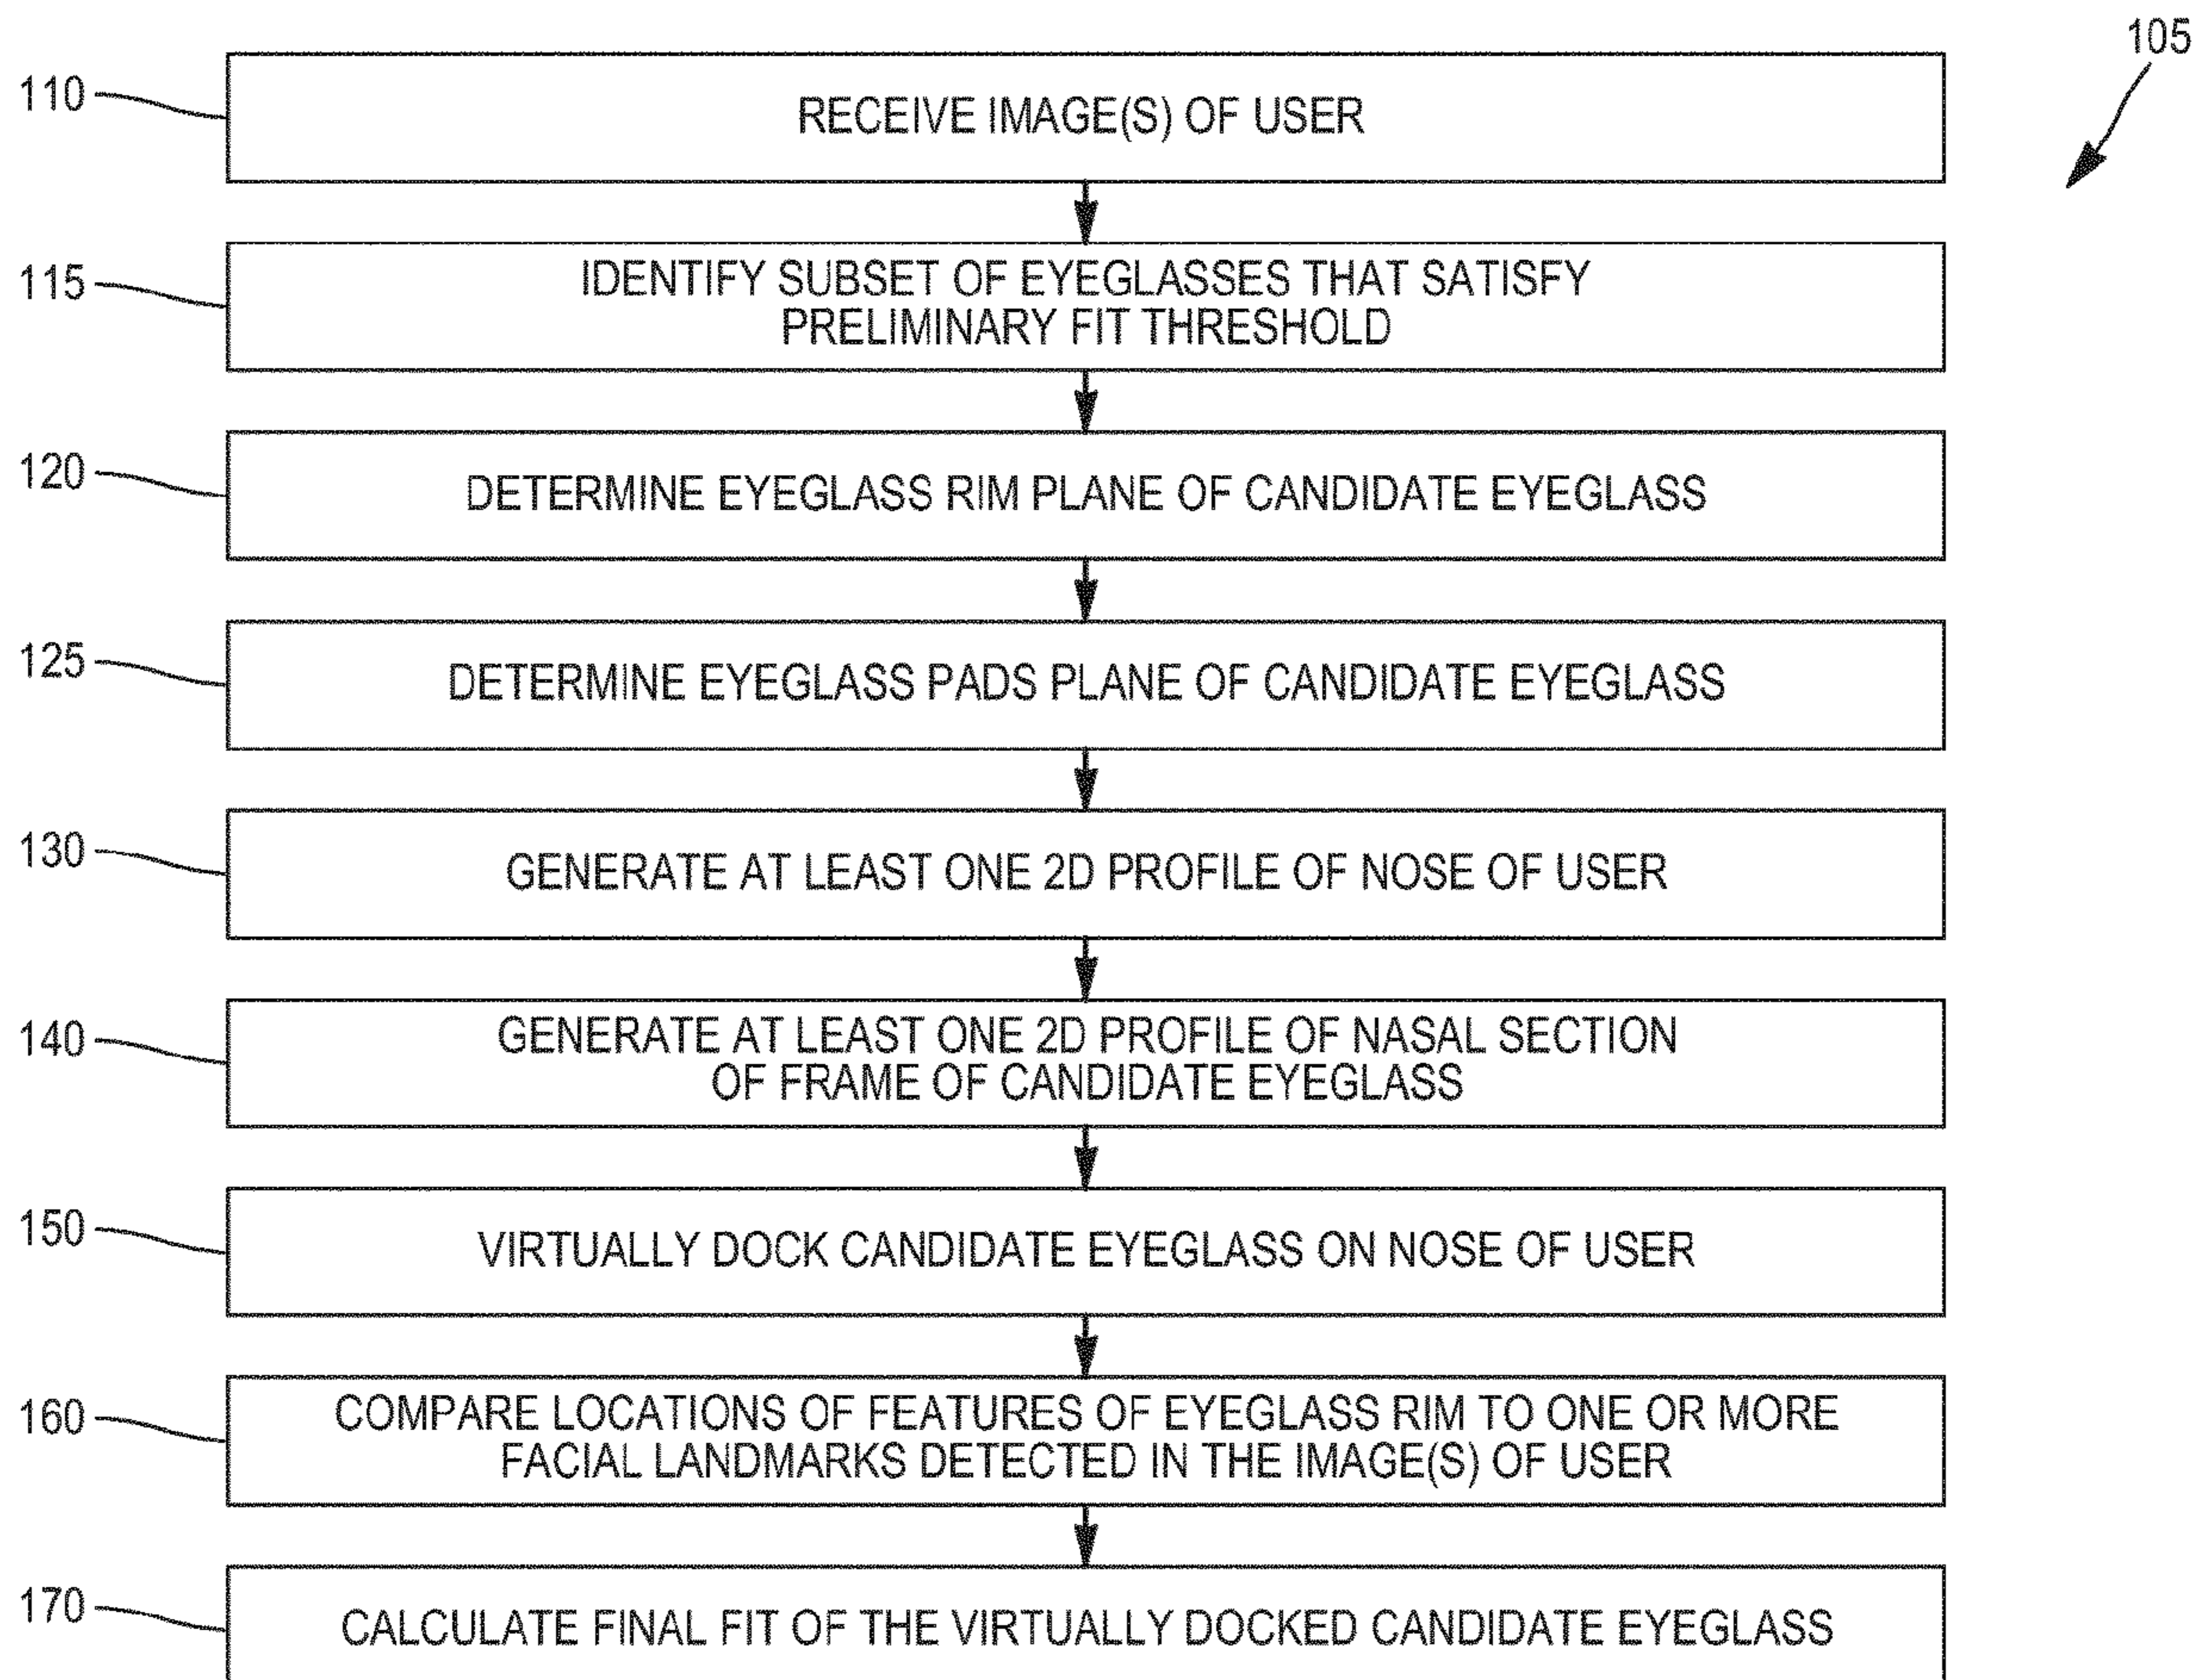 105
110
RECEIVE IMAGE(S) OF USER
115
IDENTIFY SUBSET OF EYEGLASSES THAT SATISFY
PRELIMINARY FIT THRESHOLD
120
DETERMINE EYEGLASS RIM PLANE OF CANDIDATE EYEGLASS
125
DETERMINE EYEGLASS PADS PLANE OF CANDIDATE EYEGLASS
130
GENERATE AT LEAST ONE 2D PROFILE OF NOSE OF USER
140
GENERATE AT LEAST ONE 2D PROFILE OF NASAL SECTION
OF FRAME OF CANDIDATE EYEGLASS
150
VIRTUALLY DOCK CANDIDATE EYEGLASS ON NOSE OF USER
160
COMPARE LOCATIONS OF FEATURES OF EYEGLASS RIM TO ONE OR MORE
FACIAL LANDMARKS DETECTED IN THE IMAGE(S) OF USER
170
CALCULATE FINAL FIT OF THE VIRTUALLY DOCKED CANDIDATE EYEGLASS